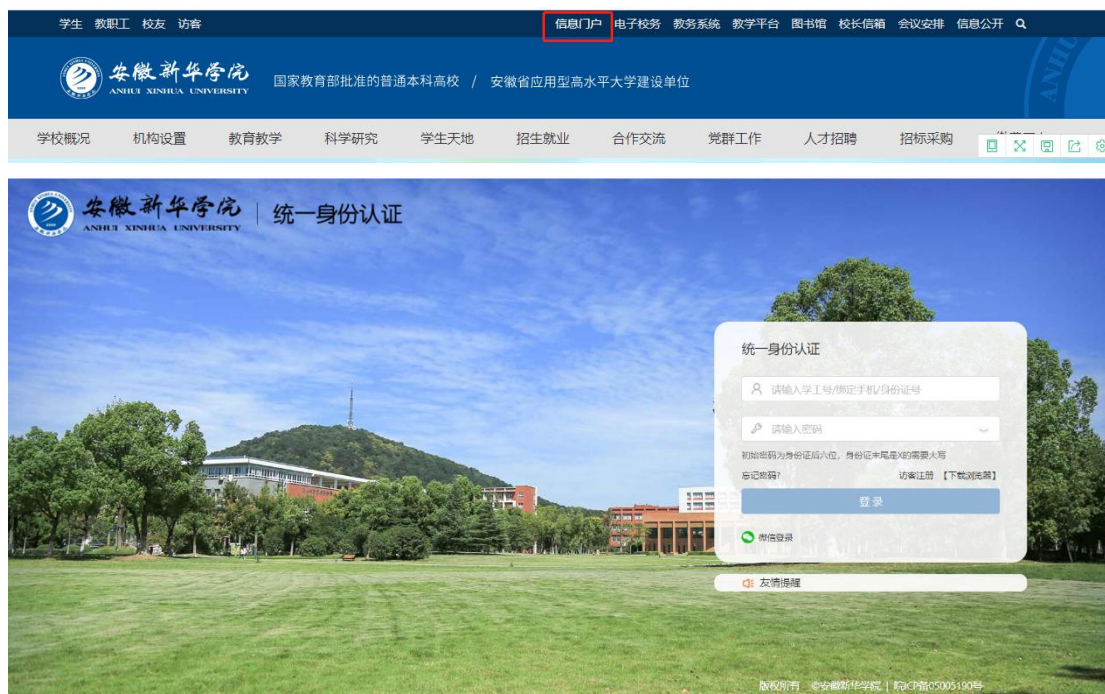 学生 教职工 校友 访客 信息门户 电子校务 教务系统 教学平台 图书馆 校长信箱 会议安排 信息公开
安徽新华学院
ANHUI XINHUA UNIVERSITY
国家教育部批准的普通本科高校 / 安徽省应用型高水平大学建设单位
ANHU
学校概况 机构设置 教育教学 科学研究 学生天地 招生就业 合作交流 党群工作 人才招聘 招标采购
安徽新华学院
ANHUI XINHUA UNIVERSITY
统一身份认证
统一身份认证
请输入学工号/绑定手机/身份证号
请输入密码
初始密码为身份证后六位，身份证末尾是X的需要大写
忘记密码? 访客注册 【下载浏览器】
登录
微信登录
友情提醒
版权所有 ©安徽新华学院 | 皖ICP备05005190号